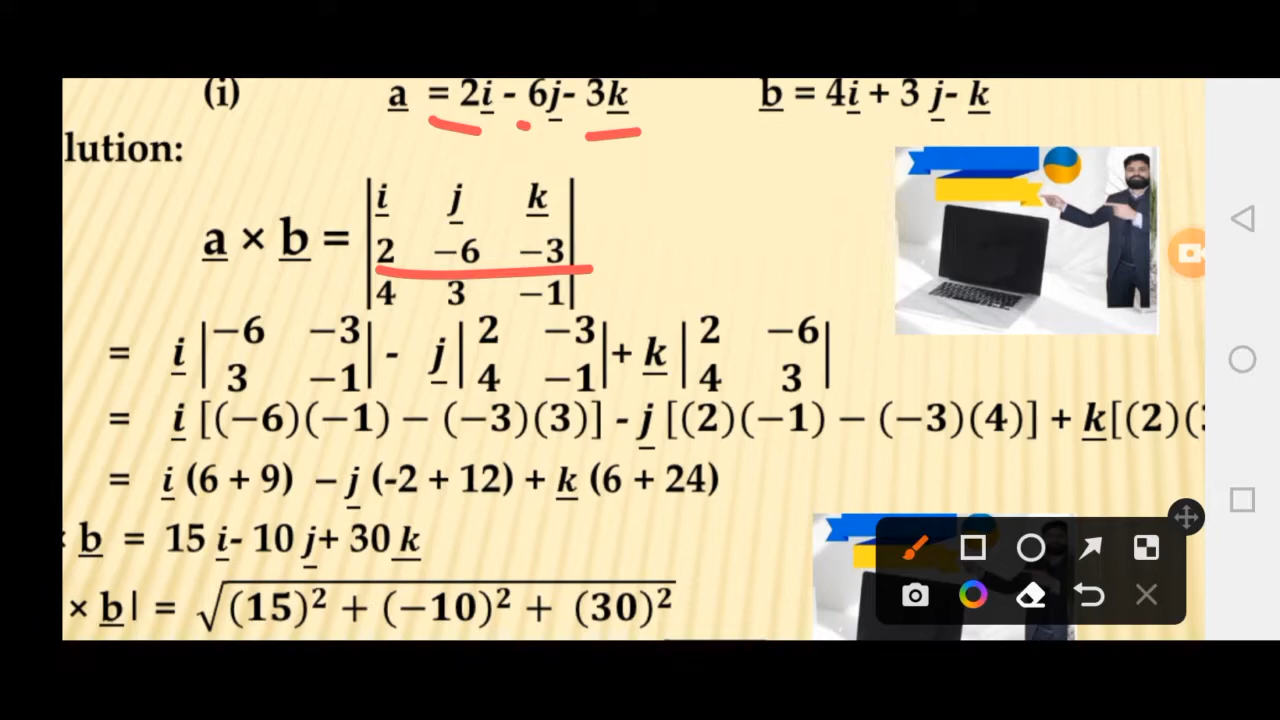 (i) a = 2i - 6j- 3k b = 4i + 3 j- k
lution:
a × b = |i j k|
|2 −6 −3|
|4 3 −1|
= i |−6 −3| - j |2 −3| + k |2 −6|
|3 −1| |4 −1| |4 3|
= i [(−6)(−1) − (−3)(3)] - j [(2)(−1) − (−3)(4)] + k[(2)(
= i (6 + 9) − j (-2 + 12) + k (6 + 24)
b = 15 i- 10 j+ 30 k
× b| = √(15)² + (−10)² + (30)²